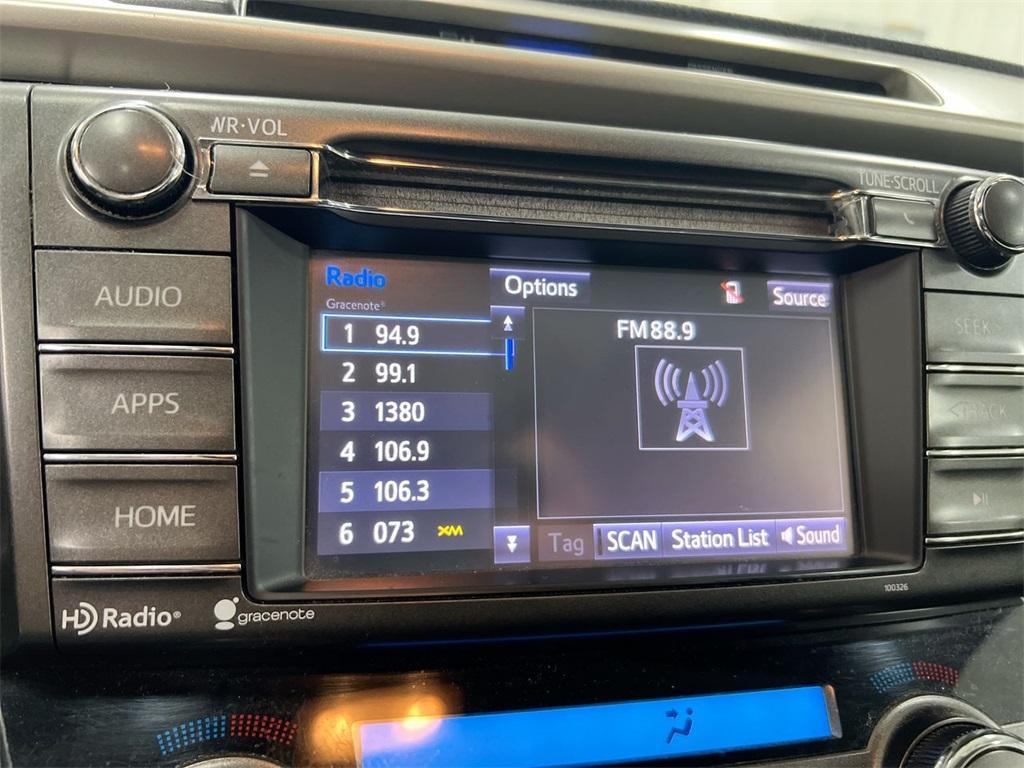 WR·VOL
TUNE·SCROLL
AUDIO
APPS
HOME
SEEK
TRACK
Radio
Gracenote®
Options
Source
1 94.9
2 99.1
3 1380
4 106.9
5 106.3
6 073 XM
FM 88.9
Tag
SCAN
Station List
Sound
HD Radio®
gracenote
100326